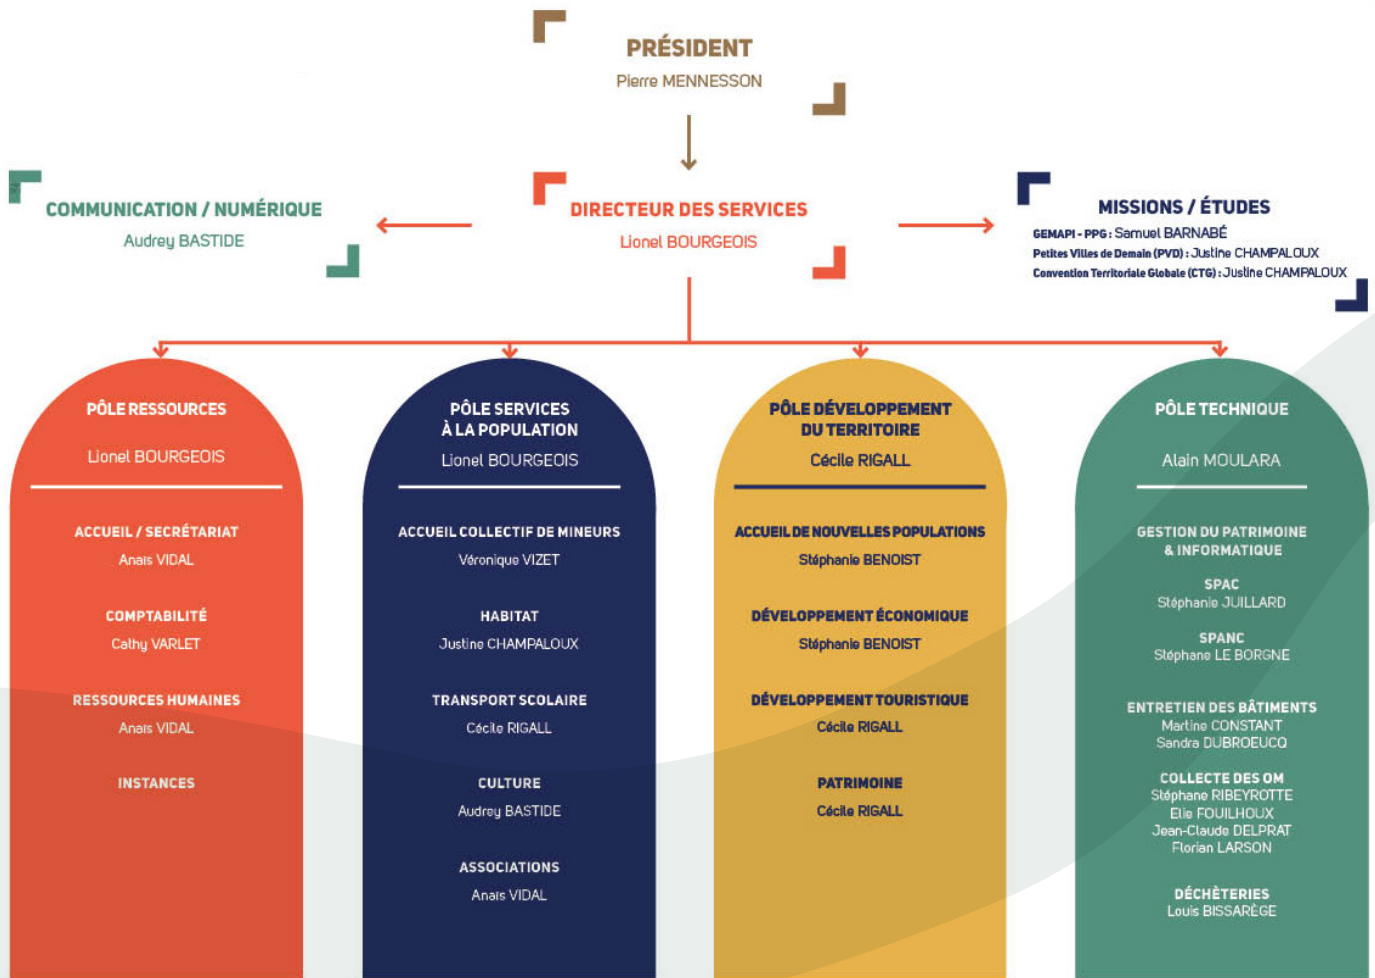 PRÉSIDENT
Pierre MENNESSON
COMMUNICATION / NUMÉRIQUE
Audrey BASTIDE
DIRECTEUR DES SERVICES
Lionel BOURGEOIS
MISSIONS / ÉTUDES
GEMAPI - PPG : Samuel BARNABÉ
Petites Villes de Demain (PVD) : Justine CHAMPALOUX
Convention Territoriale Globale (CTG) : Justine CHAMPALOUX
PÔLE RESSOURCES
Lionel BOURGEOIS
ACCUEIL / SECRÉTARIAT
Anaïs VIDAL
COMPTABILITÉ
Cathy VARLET
RESSOURCES HUMAINES
Anaïs VIDAL
INSTANCES
PÔLE SERVICES
À LA POPULATION
Lionel BOURGEOIS
ACCUEIL COLLECTIF DE MINEURS
Véronique VIZET
HABITAT
Justine CHAMPALOUX
TRANSPORT SCOLAIRE
Cécile RIGALL
CULTURE
Audrey BASTIDE
ASSOCIATIONS
Anaïs VIDAL
PÔLE DÉVELOPPEMENT
DU TERRITOIRE
Cécile RIGALL
ACCUEIL DE NOUVELLES POPULATIONS
Stéphanie BENOIST
DÉVELOPPEMENT ÉCONOMIQUE
Stéphanie BENOIST
DÉVELOPPEMENT TOURISTIQUE
Cécile RIGALL
PATRIMOINE
Cécile RIGALL
PÔLE TECHNIQUE
Alain MOULARA
GESTION DU PATRIMOINE
& INFORMATIQUE
SPAC
Stéphanie JUILLARD
SPANC
Stéphane LE BORGNE
ENTRETIEN DES BÂTIMENTS
Martine CONSTANT
Sandra DUBROEUCQ
COLLECTE DES OM
Stéphane RIBEYROTTE
Elie FOUILHOUX
Jean-Claude DELPRAT
Florian LARSON
DÉCHÈTERIES
Louis BISSARÈGE